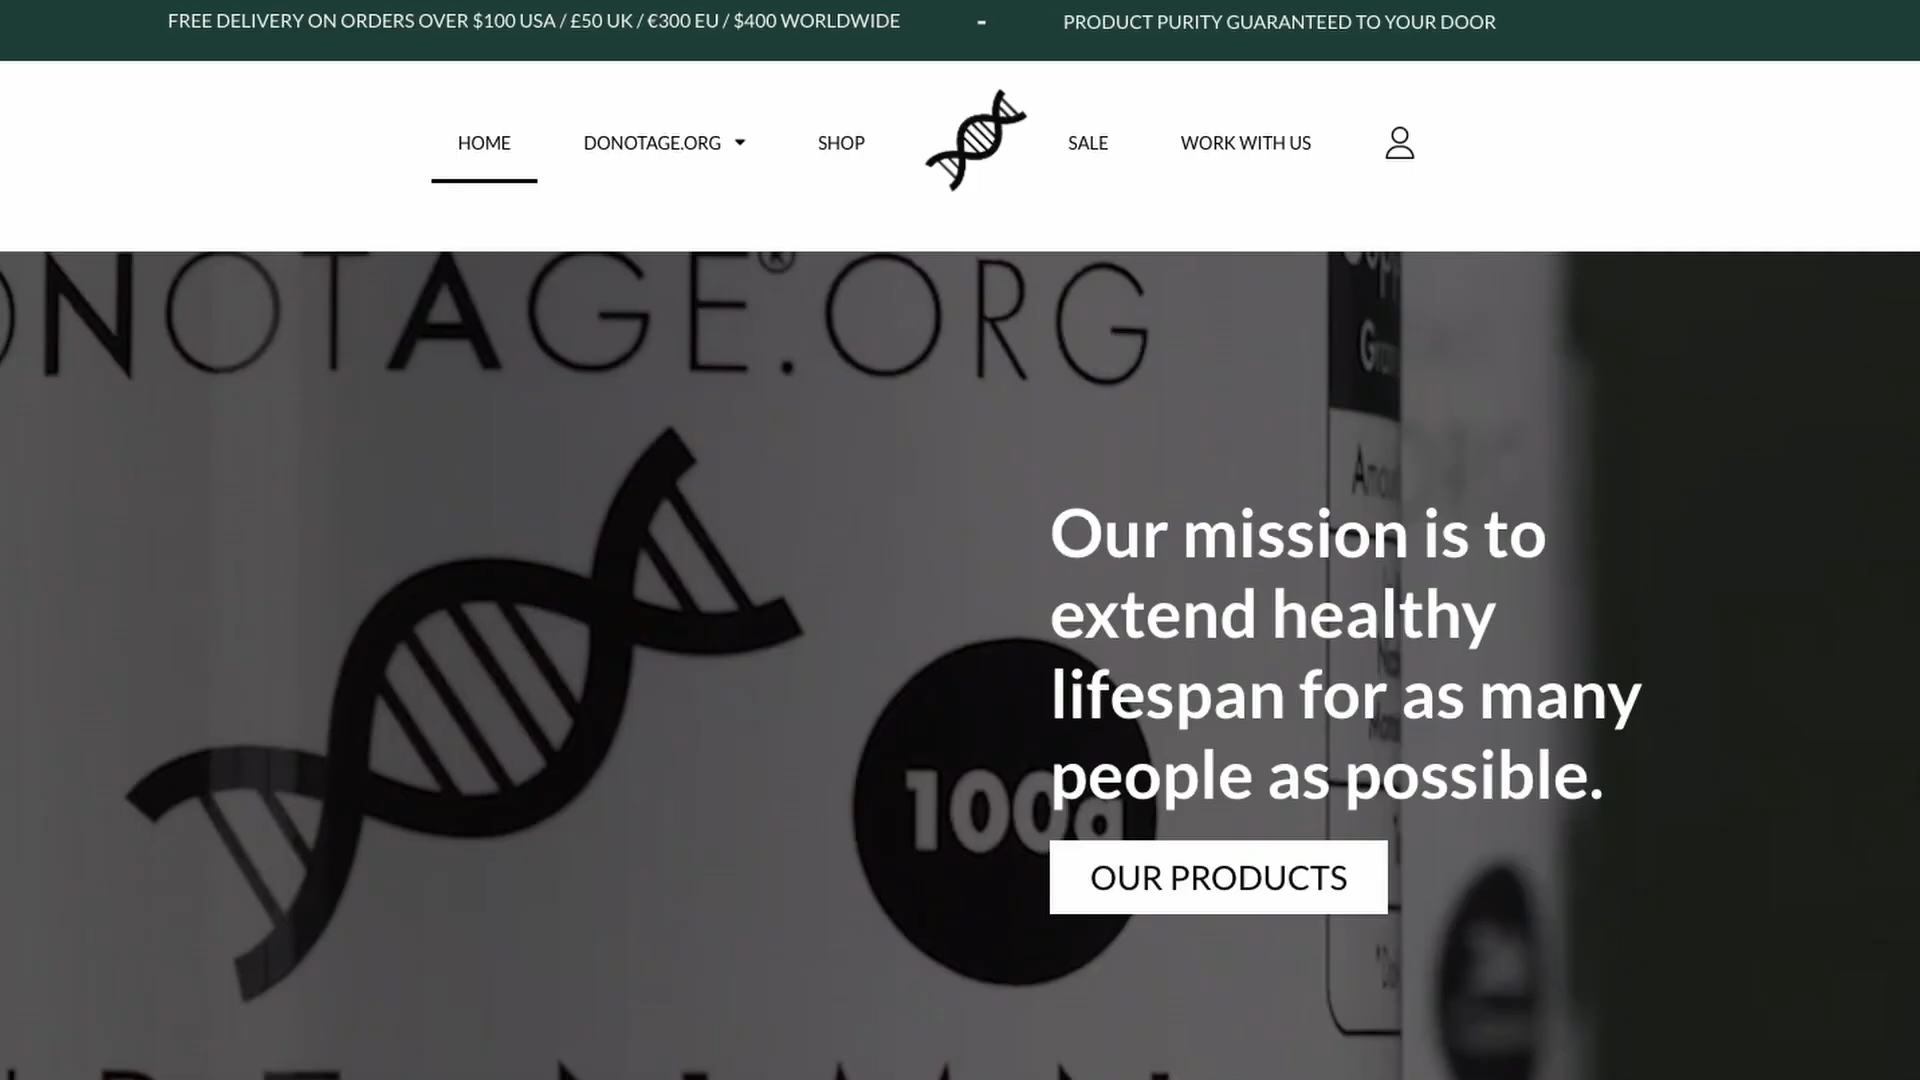 FREE DELIVERY ON ORDERS OVER $100 USA / £50 UK / €300 EU / $400 WORLDWIDE - PRODUCT PURITY GUARANTEED TO YOUR DOOR
HOME DONOTAGE.ORG SHOP SALE WORK WITH US
DONOTAGE®.ORG
Our mission is to
extend healthy
lifespan for as many
people as possible.
100g
OUR PRODUCTS